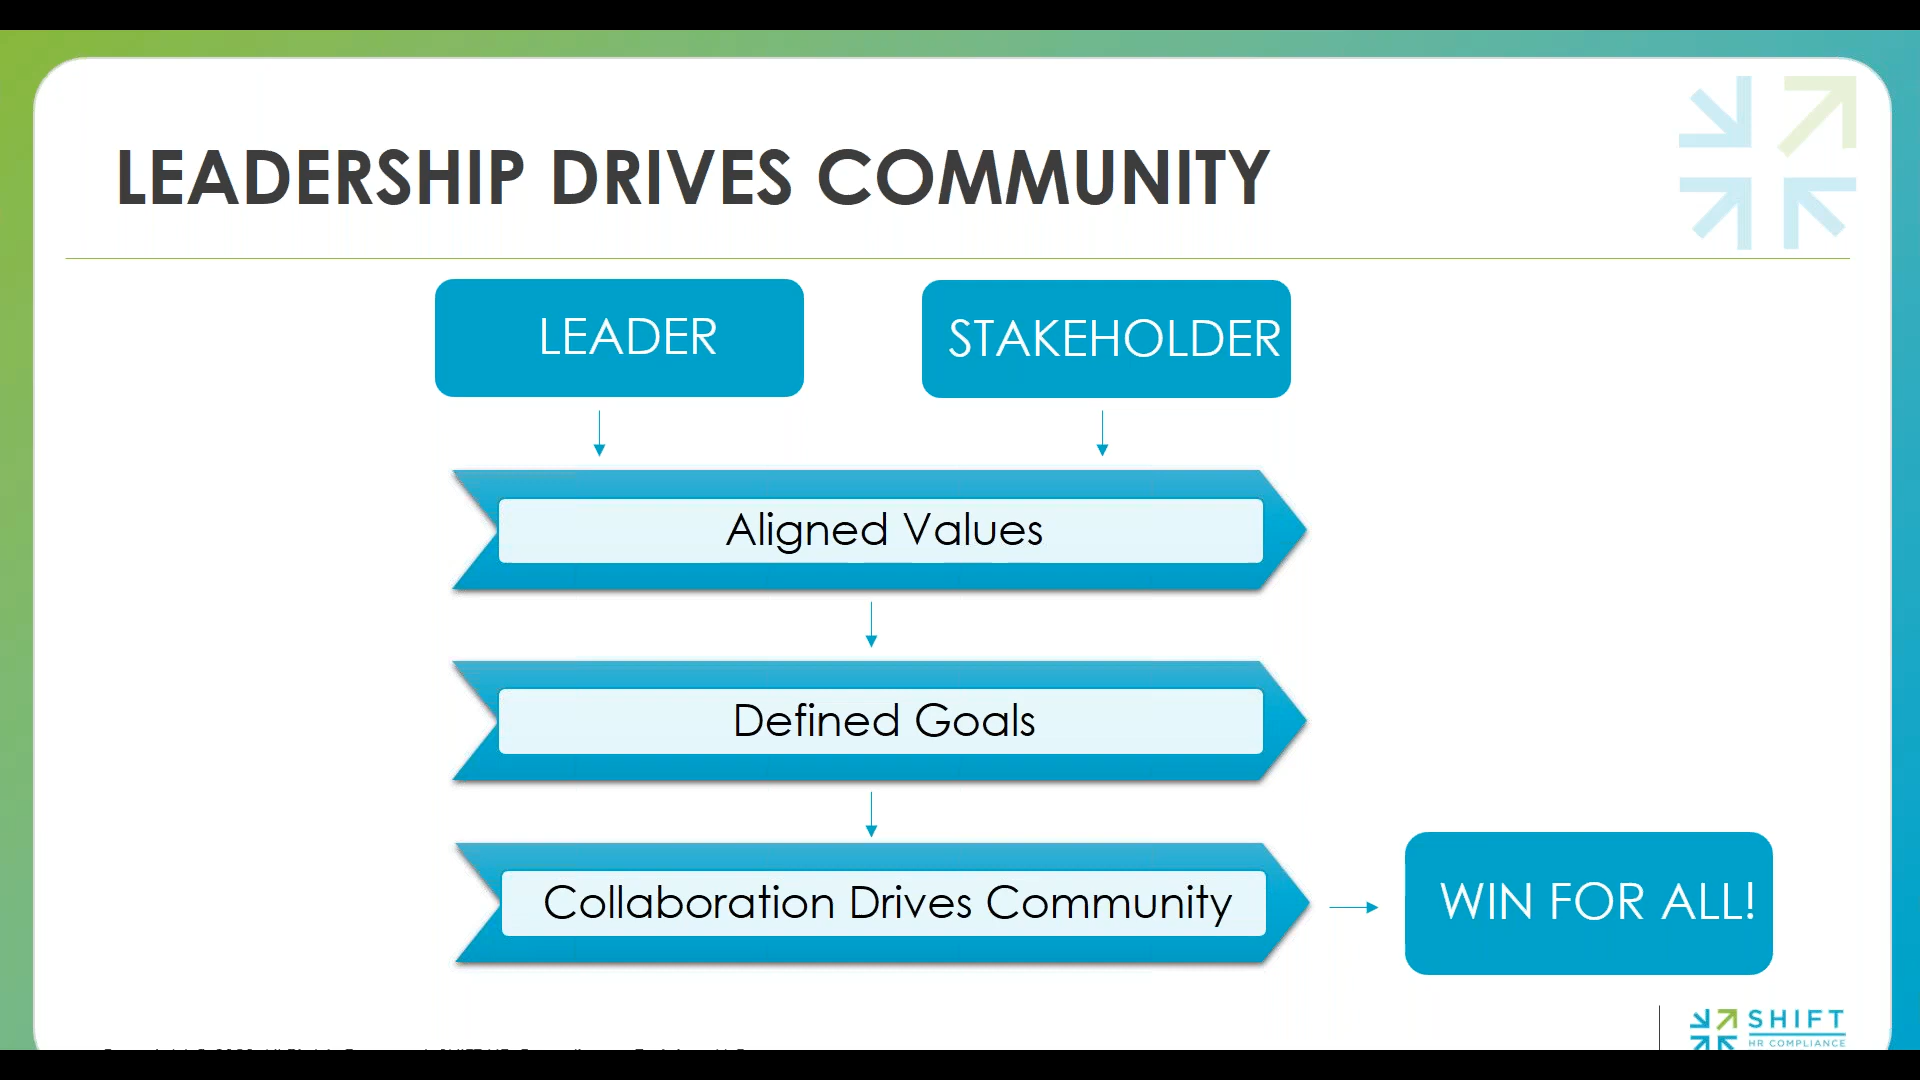 LEADERSHIP DRIVES COMMUNITY
LEADER
STAKEHOLDER
Aligned Values
Defined Goals
Collaboration Drives Community
WIN FOR ALL!
SHIFT
HR COMPLIANCE